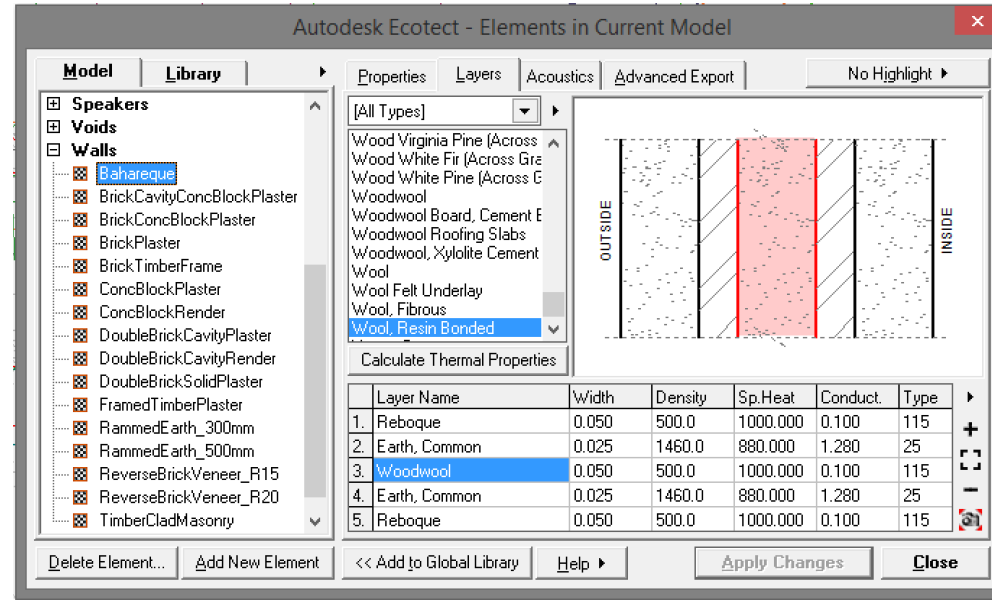 Autodesk Ecotect - Elements in Current Model
Model Library
Speakers
Voids
Walls
Bahareque
BrickCavityConcBlockPlaster
BrickConcBlockPlaster
BrickPlaster
BrickTimberFrame
ConcBlockPlaster
ConcBlockRender
DoubleBrickCavityPlaster
DoubleBrickCavityRender
DoubleBrickSolidPlaster
FramedTimberPlaster
RammedEarth_300mm
RammedEarth_500mm
ReverseBrickVeneer_R15
ReverseBrickVeneer_R20
TimberCladMasonry
Delete Element... Add New Element
Properties Layers Acoustics Advanced Export No Highlight
[All Types]
Wood Virginia Pine (Across
Wood White Fir (Across Gra
Wood White Pine (Across G
Woodwool
Woodwool Board, Cement B
Woodwool Roofing Slabs
Woodwool, Xylolite Cement
Wool
Wool Felt Underlay
Wool, Fibrous
Wool, Resin Bonded
Calculate Thermal Properties
OUTSIDE
INSIDE
Layer Name Width Density Sp.Heat Conduct. Type
1. Reboque 0.050 500.0 1000.000 0.100 115
2. Earth, Common 0.025 1460.0 880.000 1.280 25
3. Woodwool 0.050 500.0 1000.000 0.100 115
4. Earth, Common 0.025 1460.0 880.000 1.280 25
5. Reboque 0.050 500.0 1000.000 0.100 115
<< Add to Global Library Help Apply Changes Close